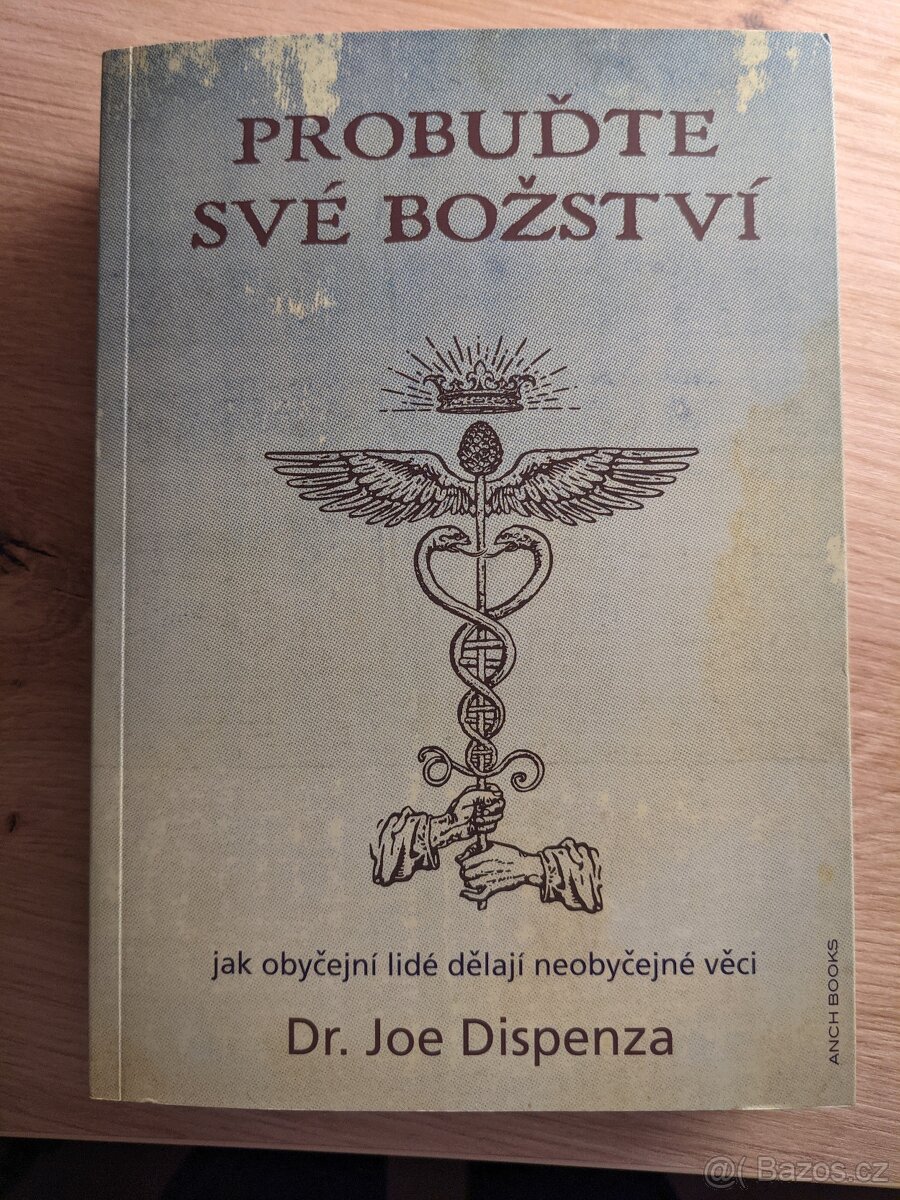 PROBUĎTE
SVÉ BOŽSTVÍ
jak obyčejní lidé dělají neobyčejné věci
Dr. Joe Dispenza
ANCH BOOKS
@( Bazos.cz